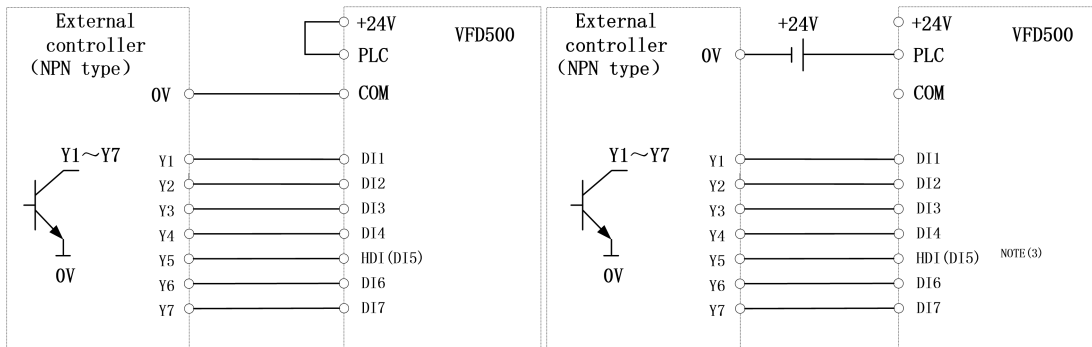 External
controller
(NPN type)
+24V
VFD500
PLC
0V
COM
Y1～Y7
0V
Y1
DI1
Y2
DI2
Y3
DI3
Y4
DI4
Y5
HDI(DI5)
Y6
DI6
Y7
DI7
External
controller
(NPN type)
+24V
+24V
VFD500
0V
PLC
COM
Y1～Y7
0V
Y1
DI1
Y2
DI2
Y3
DI3
Y4
DI4
Y5
HDI(DI5) NOTE(3)
Y6
DI6
Y7
DI7